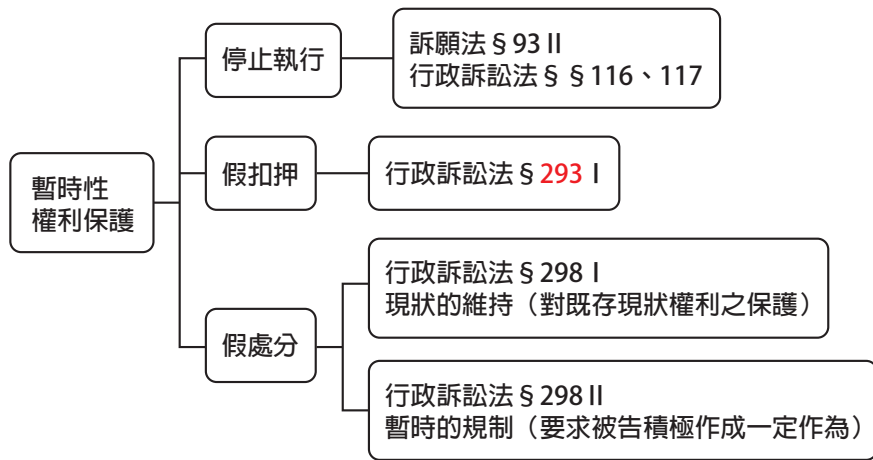 暫時性
權利保護
停止執行
訴願法§93 II
行政訴訟法§§116、117
假扣押
行政訴訟法§293 I
假處分
行政訴訟法§298 I
現狀的維持（對既存現狀權利之保護）
行政訴訟法§298 II
暫時的規制（要求被告積極作成一定作為）